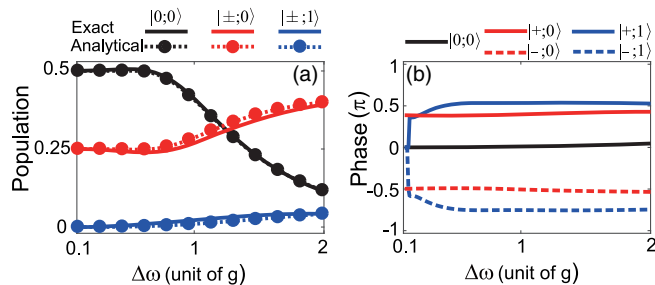 |0;0⟩ |±;0⟩ |±;1⟩
Exact
Analytical
(a)
Population
0.5
0.25
0
0.1 1 2
Δω (unit of g)
|0;0⟩ |+;0⟩ |+;1⟩
|−;0⟩ |−;1⟩
(b)
Phase (π)
1
0.5
0
−0.5
−1
0.1 1 2
Δω (unit of g)